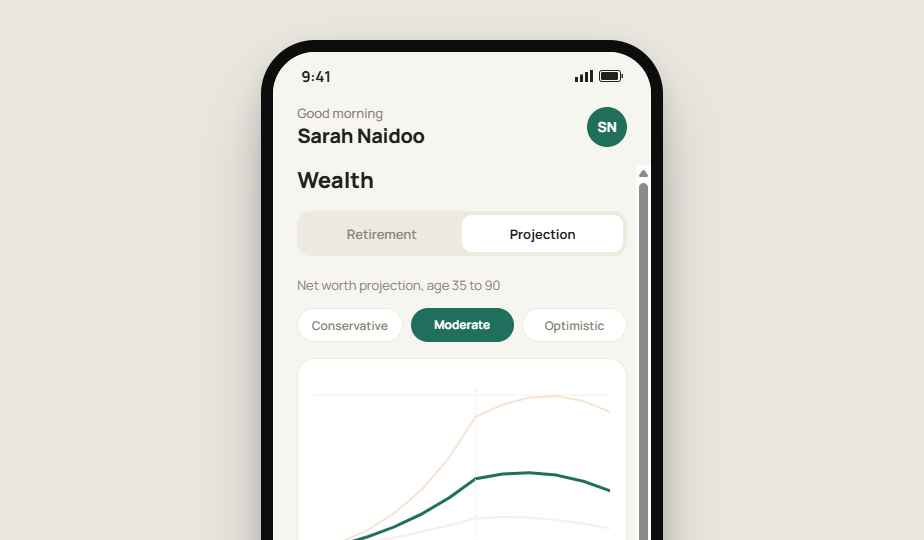 9:41
Good morning
Sarah Naidoo
SN
Wealth
Retirement
Projection
Net worth projection, age 35 to 90
Conservative
Moderate
Optimistic